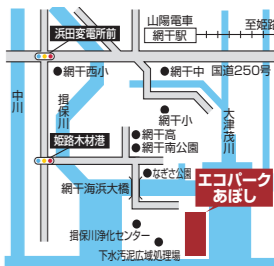 山陽電車
網干駅
至姫路
浜田変電所前
網干西小
網干中
国道250号
中川
揖保川
網干小
大津茂川
姫路木材港
網干高
網干南公園
なぎさ公園
網干海浜大橋
エコパーク
あぼし
揖保川浄化センター
下水汚泥広域処理場